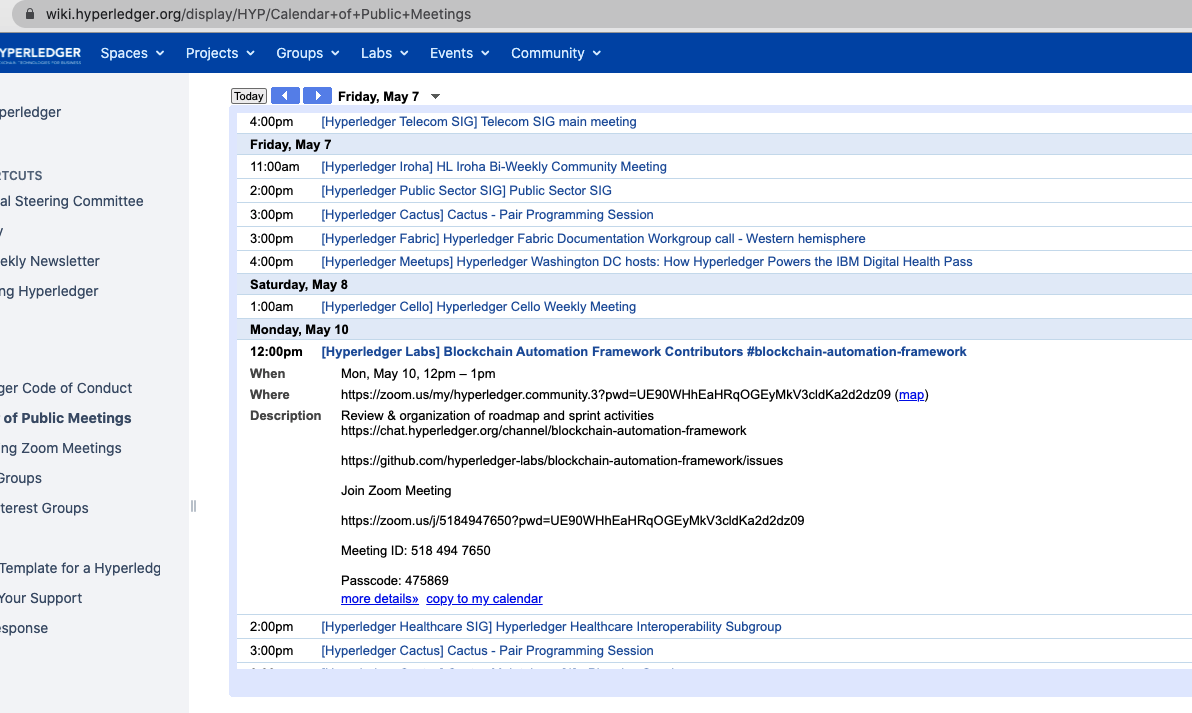 wiki.hyperledger.org/display/HYP/Calendar+of+Public+Meetings
YPERLEDGER
Spaces Projects Groups Labs Events Community
perledger
TCUTS
al Steering Committee
y
ekly Newsletter
ng Hyperledger
ger Code of Conduct
of Public Meetings
ng Zoom Meetings
Groups
terest Groups
Template for a Hyperledg
Your Support
esponse
Today Friday, May 7
4:00pm [Hyperledger Telecom SIG] Telecom SIG main meeting
Friday, May 7
11:00am [Hyperledger Iroha] HL Iroha Bi-Weekly Community Meeting
2:00pm [Hyperledger Public Sector SIG] Public Sector SIG
3:00pm [Hyperledger Cactus] Cactus - Pair Programming Session
3:00pm [Hyperledger Fabric] Hyperledger Fabric Documentation Workgroup call - Western hemisphere
4:00pm [Hyperledger Meetups] Hyperledger Washington DC hosts: How Hyperledger Powers the IBM Digital Health Pass
Saturday, May 8
1:00am [Hyperledger Cello] Hyperledger Cello Weekly Meeting
Monday, May 10
12:00pm [Hyperledger Labs] Blockchain Automation Framework Contributors #blockchain-automation-framework
When Mon, May 10, 12pm – 1pm
Where https://zoom.us/my/hyperledger.community.3?pwd=UE90WHhEaHRqOGEyMkV3cldKa2d2dz09 (map)
Description Review & organization of roadmap and sprint activities
https://chat.hyperledger.org/channel/blockchain-automation-framework
https://github.com/hyperledger-labs/blockchain-automation-framework/issues
Join Zoom Meeting
https://zoom.us/j/5184947650?pwd=UE90WHhEaHRqOGEyMkV3cldKa2d2dz09
Meeting ID: 518 494 7650
Passcode: 475869
more details» copy to my calendar
2:00pm [Hyperledger Healthcare SIG] Hyperledger Healthcare Interoperability Subgroup
3:00pm [Hyperledger Cactus] Cactus - Pair Programming Session